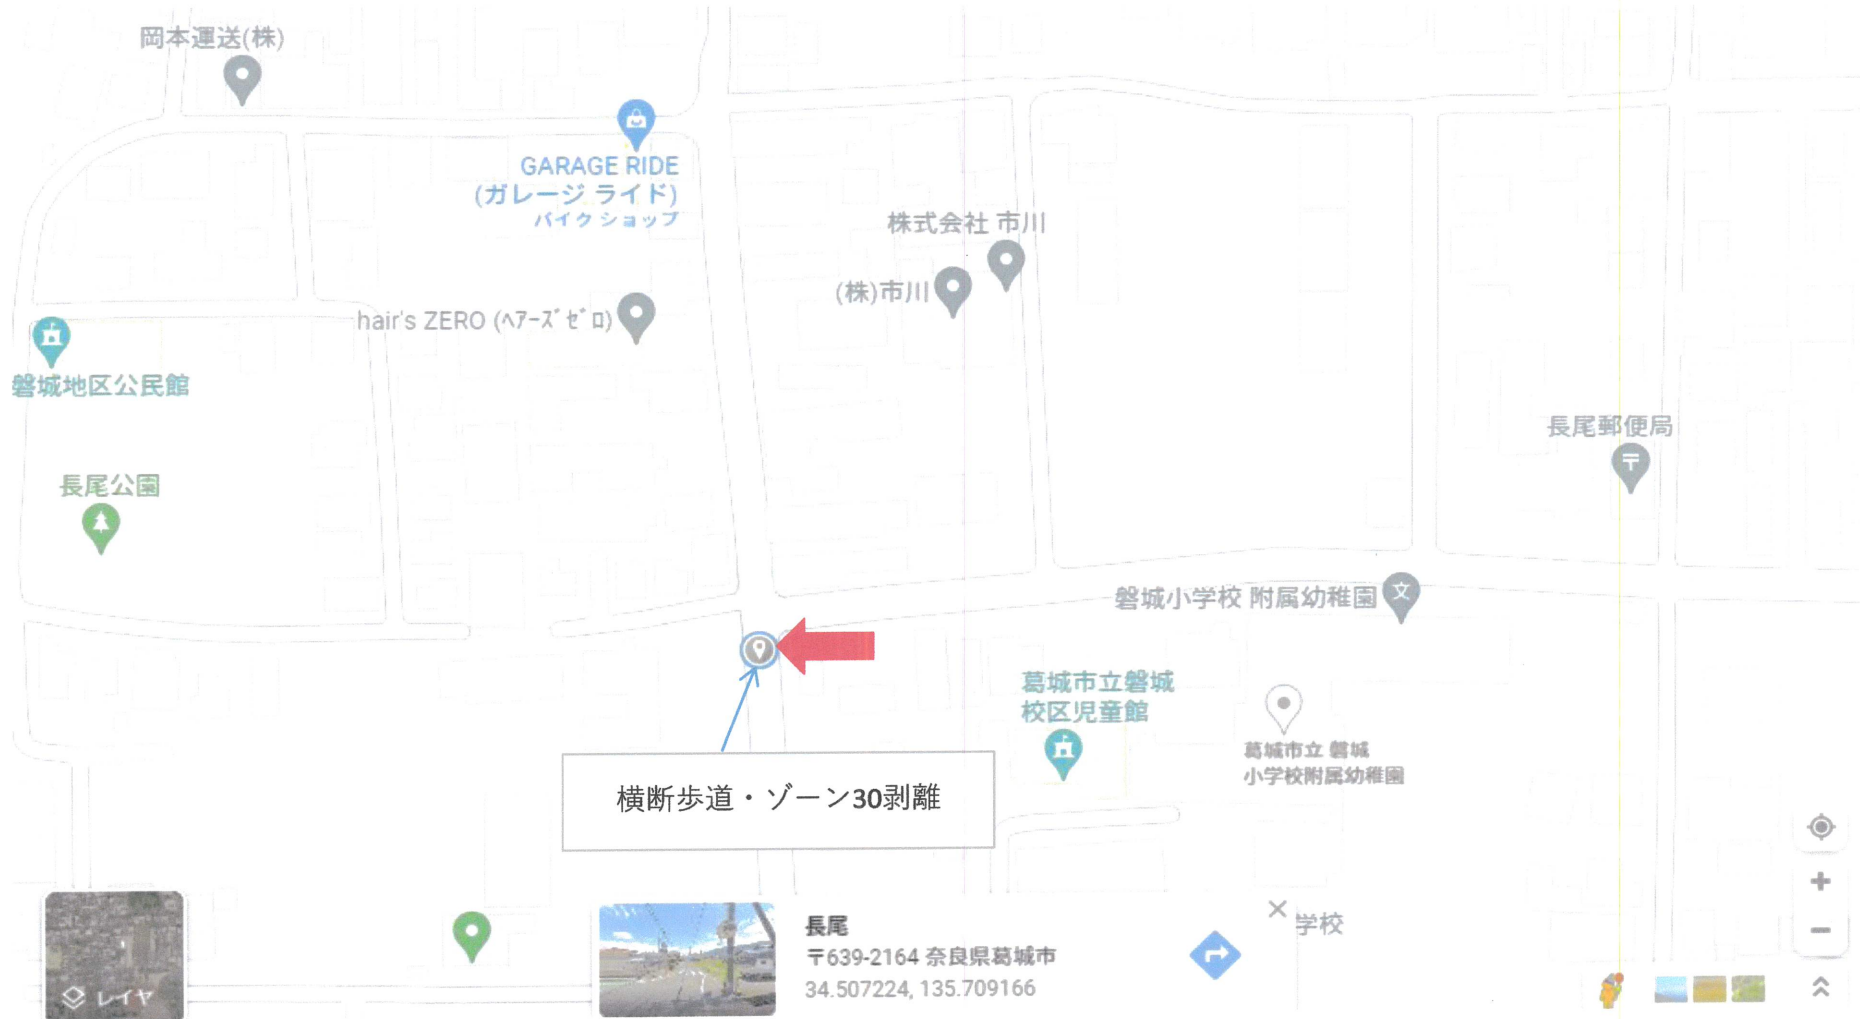 岡本運送(株)
GARAGE RIDE
(ガレージ ライド)
バイク ショップ
株式会社 市川
(株)市川
hair's ZERO (ヘアーズゼロ)
磐城地区公民館
長尾郵便局
長尾公園
磐城小学校 附属幼稚園
文
葛城市立磐城
校区児童館
葛城市立 磐城
小学校附属幼稚園
横断歩道・ゾーン30剥離
長尾
〒639-2164 奈良県葛城市
34.507224, 135.709166
学校
レイヤ